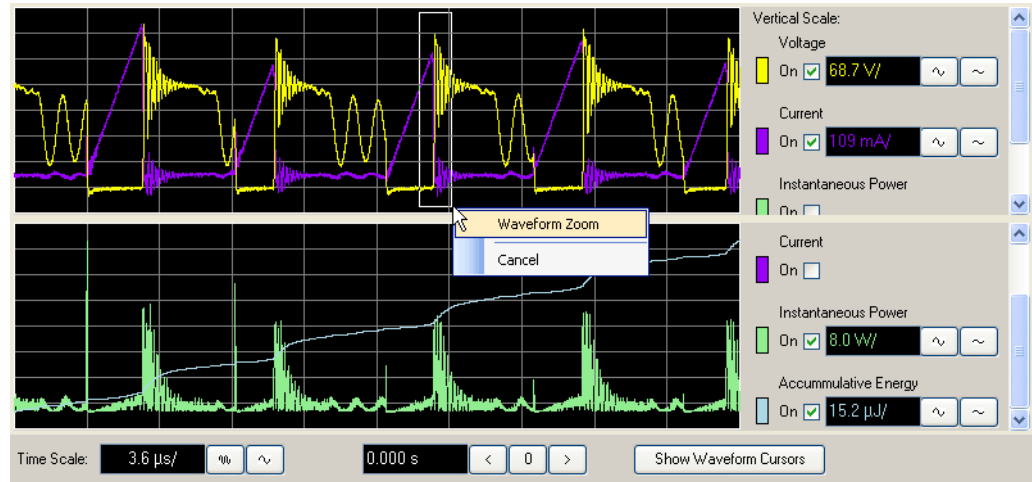 Vertical Scale:
Voltage
On 68.7 V/
Current
On 109 mA/
Instantaneous Power
On
Waveform Zoom
Cancel
Current
On
Instantaneous Power
On 8.0 W/
Accummulative Energy
On 15.2 µJ/
Time Scale: 3.6 µs/ 0.000 s < 0 > Show Waveform Cursors